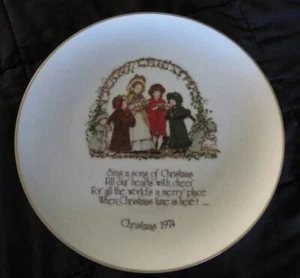 Sing a song of Christmas
Fill our hearts with cheer
For all the world's a merry place
When Christmas time is here! ...
Christmas 1974